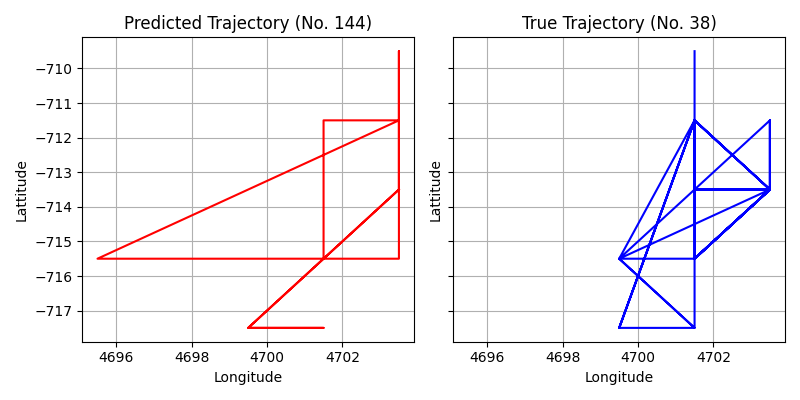 Predicted Trajectory (No. 144)
True Trajectory (No. 38)
Lattitude
−710
−711
−712
−713
−714
−715
−716
−717
4696
4698
4700
4702
Longitude
Lattitude
4696
4698
4700
4702
Longitude